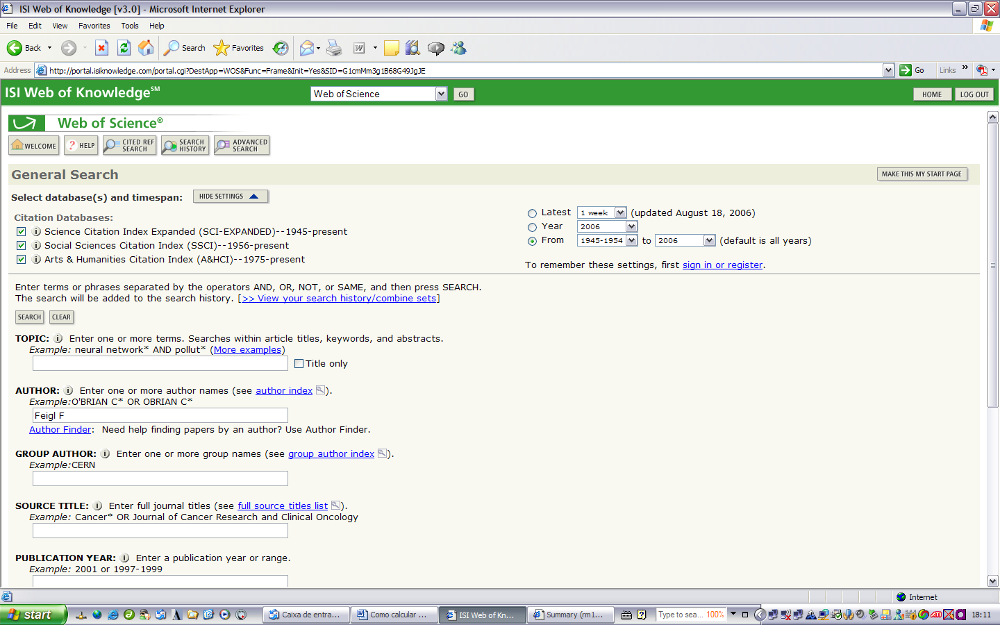 ISI Web of Knowledge [v3.0] - Microsoft Internet Explorer
File Edit View Favorites Tools Help
Back Search Favorites
Address http://portal.isiknowledge.com/portal.cgi?DestApp=WOS&Func=Frame&Init=Yes&SID=G1cmMm3g1B68G49JgJE Go Links »
ISI Web of Knowledge SM Web of Science GO HOME LOG OUT
Web of Science®
WELCOME HELP CITED REF SEARCH SEARCH HISTORY ADVANCED SEARCH
General Search MAKE THIS MY START PAGE
Select database(s) and timespan: HIDE SETTINGS
Citation Databases:
Science Citation Index Expanded (SCI-EXPANDED)--1945-present
Social Sciences Citation Index (SSCI)--1956-present
Arts & Humanities Citation Index (A&HCI)--1975-present
Latest 1 week (updated August 18, 2006)
Year 2006
From 1945-1954 to 2006 (default is all years)
To remember these settings, first sign in or register.
Enter terms or phrases separated by the operators AND, OR, NOT, or SAME, and then press SEARCH.
The search will be added to the search history. [>> View your search history/combine sets]
SEARCH CLEAR
TOPIC: Enter one or more terms. Searches within article titles, keywords, and abstracts.
Example: neural network* AND pollut* (More examples)
Title only
AUTHOR: Enter one or more author names (see author index ).
Example:O'BRIAN C* OR OBRIAN C*
Feigl F
Author Finder: Need help finding papers by an author? Use Author Finder.
GROUP AUTHOR: Enter one or more group names (see group author index ).
Example:CERN
SOURCE TITLE: Enter full journal titles (see full source titles list ).
Example: Cancer* OR Journal of Cancer Research and Clinical Oncology
PUBLICATION YEAR: Enter a publication year or range.
Example: 2001 or 1997-1999
Internet
start Caixa de entra... Como calcular ... ISI Web of Kn... Summary (rm1... Type to sea... 100% 18:11